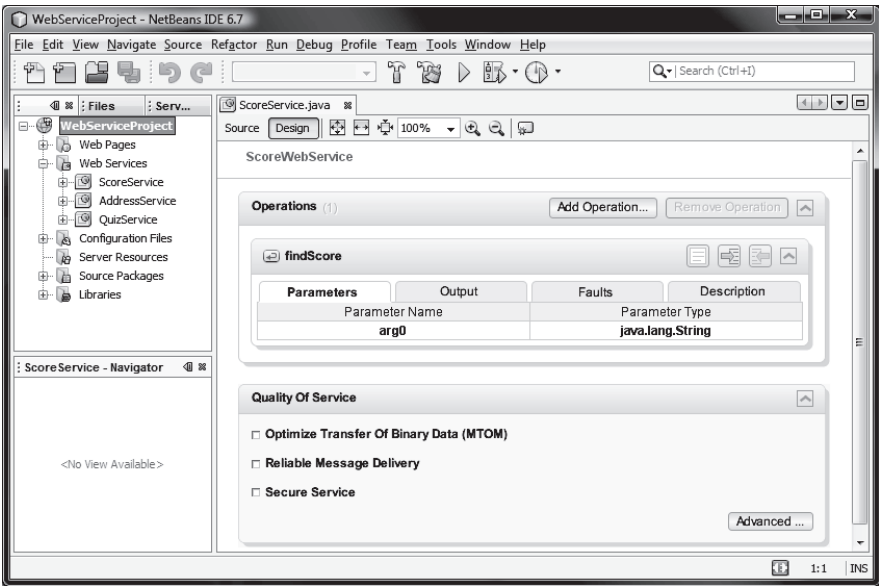 WebServiceProject - NetBeans IDE 6.7
File Edit View Navigate Source Refactor Run Debug Profile Team Tools Window Help
Search (Ctrl+I)
Files
Serv...
WebServiceProject
Web Pages
Web Services
ScoreService
AddressService
QuizService
Configuration Files
Server Resources
Source Packages
Libraries
ScoreService - Navigator
<No View Available>
ScoreService.java
Source Design 100%
ScoreWebService
Operations (1) Add Operation... Remove Operation
findScore
Parameters Output Faults Description
Parameter Name Parameter Type
arg0 java.lang.String
Quality Of Service
Optimize Transfer Of Binary Data (MTOM)
Reliable Message Delivery
Secure Service
Advanced ...
1:1 INS